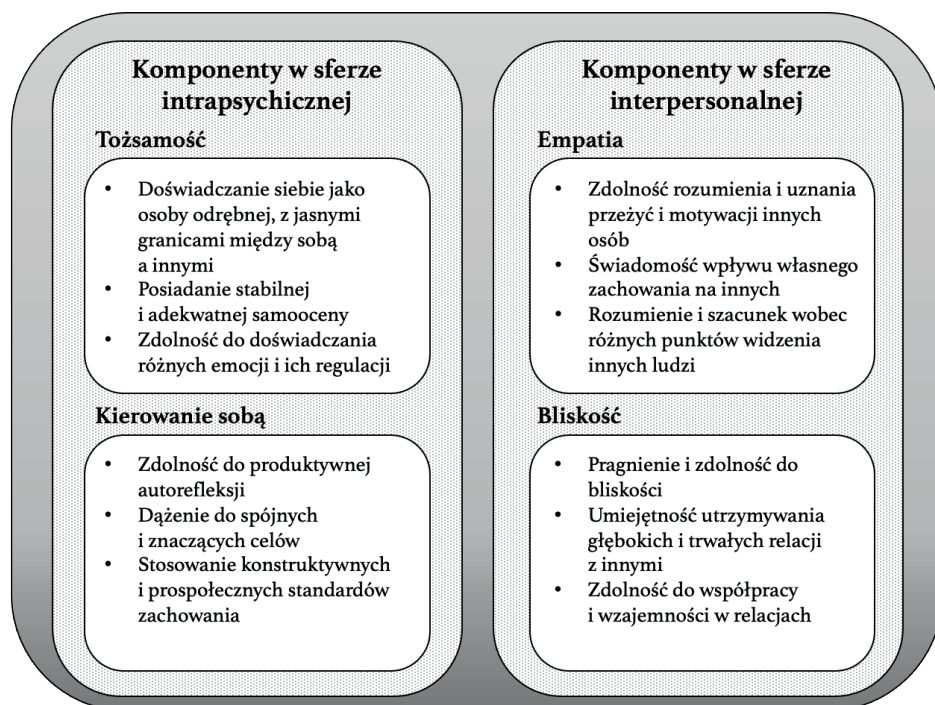 Komponenty w sferze
intrapsychicznej
Tożsamość
• Doświadczanie siebie jako
osoby odrębnej, z jasnymi
granicami między sobą
a innymi
• Posiadanie stabilnej
i adekwatnej samooceny
• Zdolność do doświadczania
różnych emocji i ich regulacji
Kierowanie sobą
• Zdolność do produktywnej
autorefleksji
• Dążenie do spójnych
i znaczących celów
• Stosowanie konstruktywnych
i prospołecznych standardów
zachowania
Komponenty w sferze
interpersonalnej
Empatia
• Zdolność rozumienia i uznania
przeżyć i motywacji innych
osób
• Świadomość wpływu własnego
zachowania na innych
• Rozumienie i szacunek wobec
różnych punktów widzenia
innych ludzi
Bliskość
• Pragnienie i zdolność do
bliskości
• Umiejętność utrzymywania
głębokich i trwałych relacji
z innymi
• Zdolność do współpracy
i wzajemności w relacjach